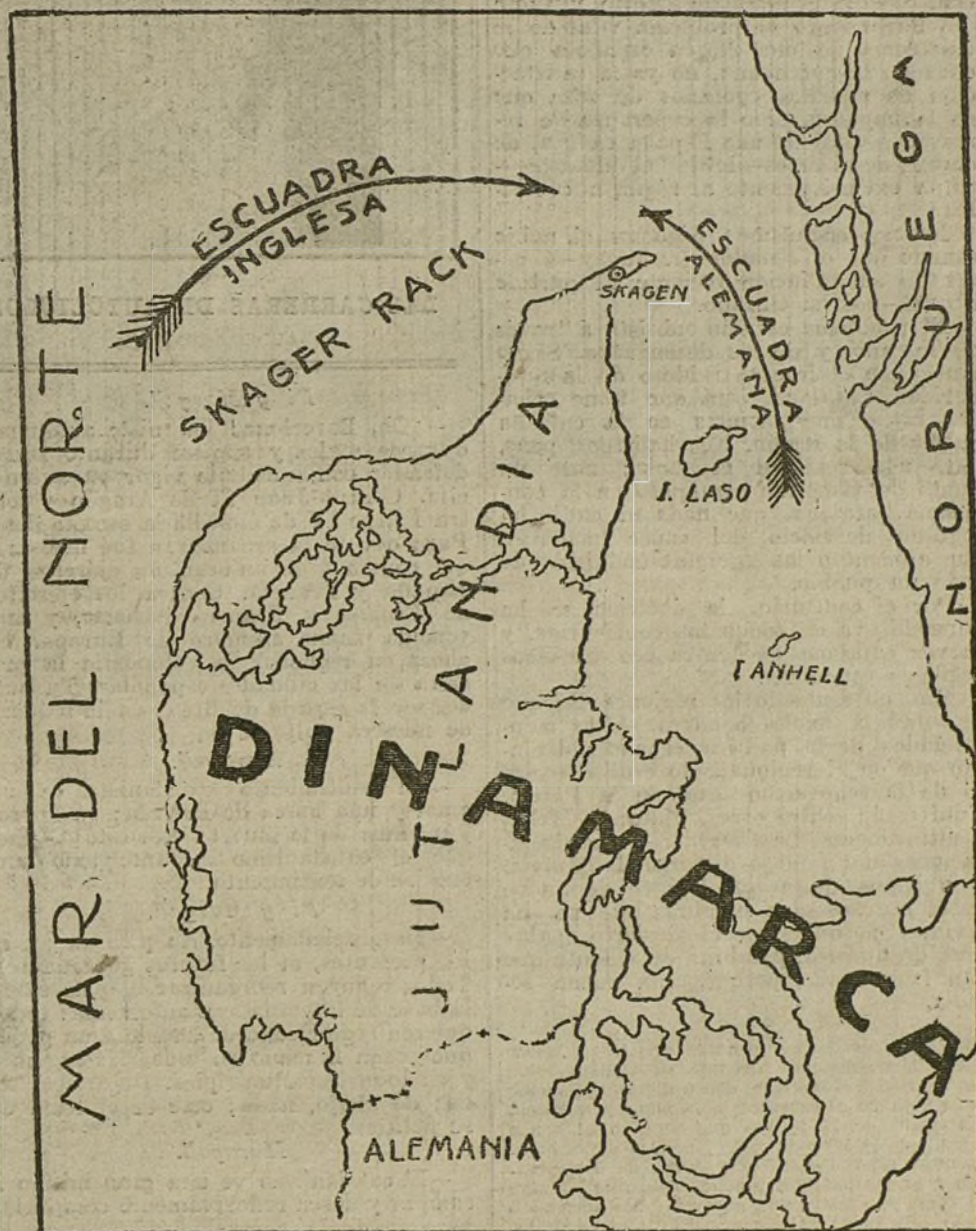 ESCUADRA
INGLESA
SKAGER RACK
SKAGEN
ESCUADRA
ALEMANA
NORUEGA
MAR DEL NORTE
I. LASO
I ANHELL
JUTLANDIA
DINAMARCA
ALEMANIA